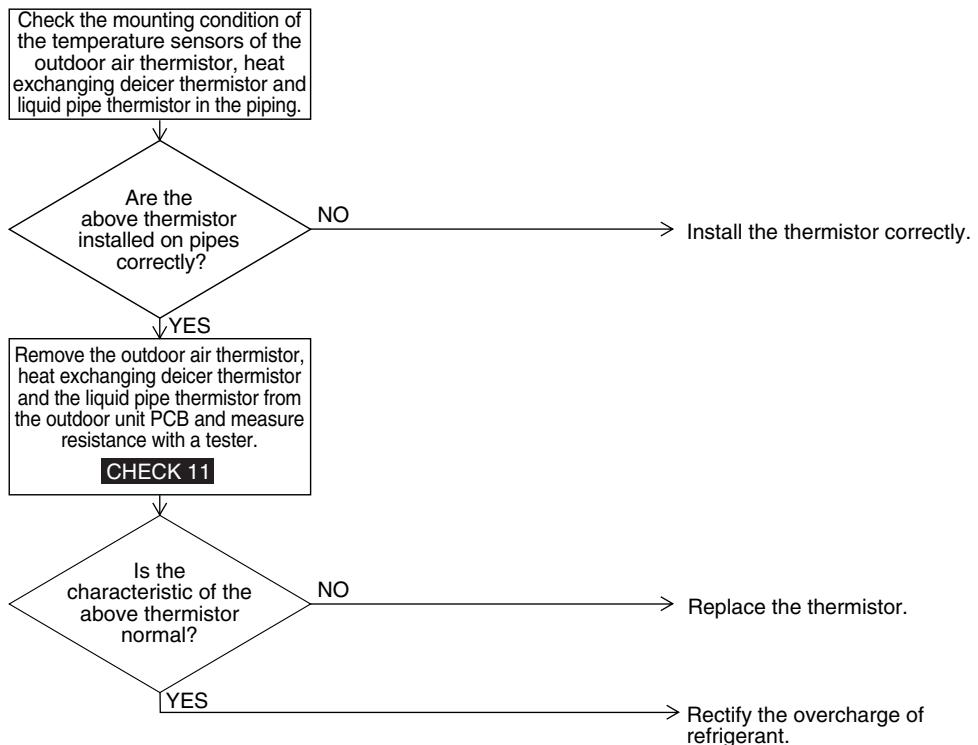 Check the mounting condition of
the temperature sensors of the
outdoor air thermistor, heat
exchanging deicer thermistor and
liquid pipe thermistor in the piping.
Are the
above thermistor
installed on pipes
correctly?
NO
Install the thermistor correctly.
YES
Remove the outdoor air thermistor,
heat exchanging deicer thermistor
and the liquid pipe thermistor from
the outdoor unit PCB and measure
resistance with a tester.
CHECK 11
Is the
characteristic of the
above thermistor
normal?
NO
Replace the thermistor.
YES
Rectify the overcharge of
refrigerant.